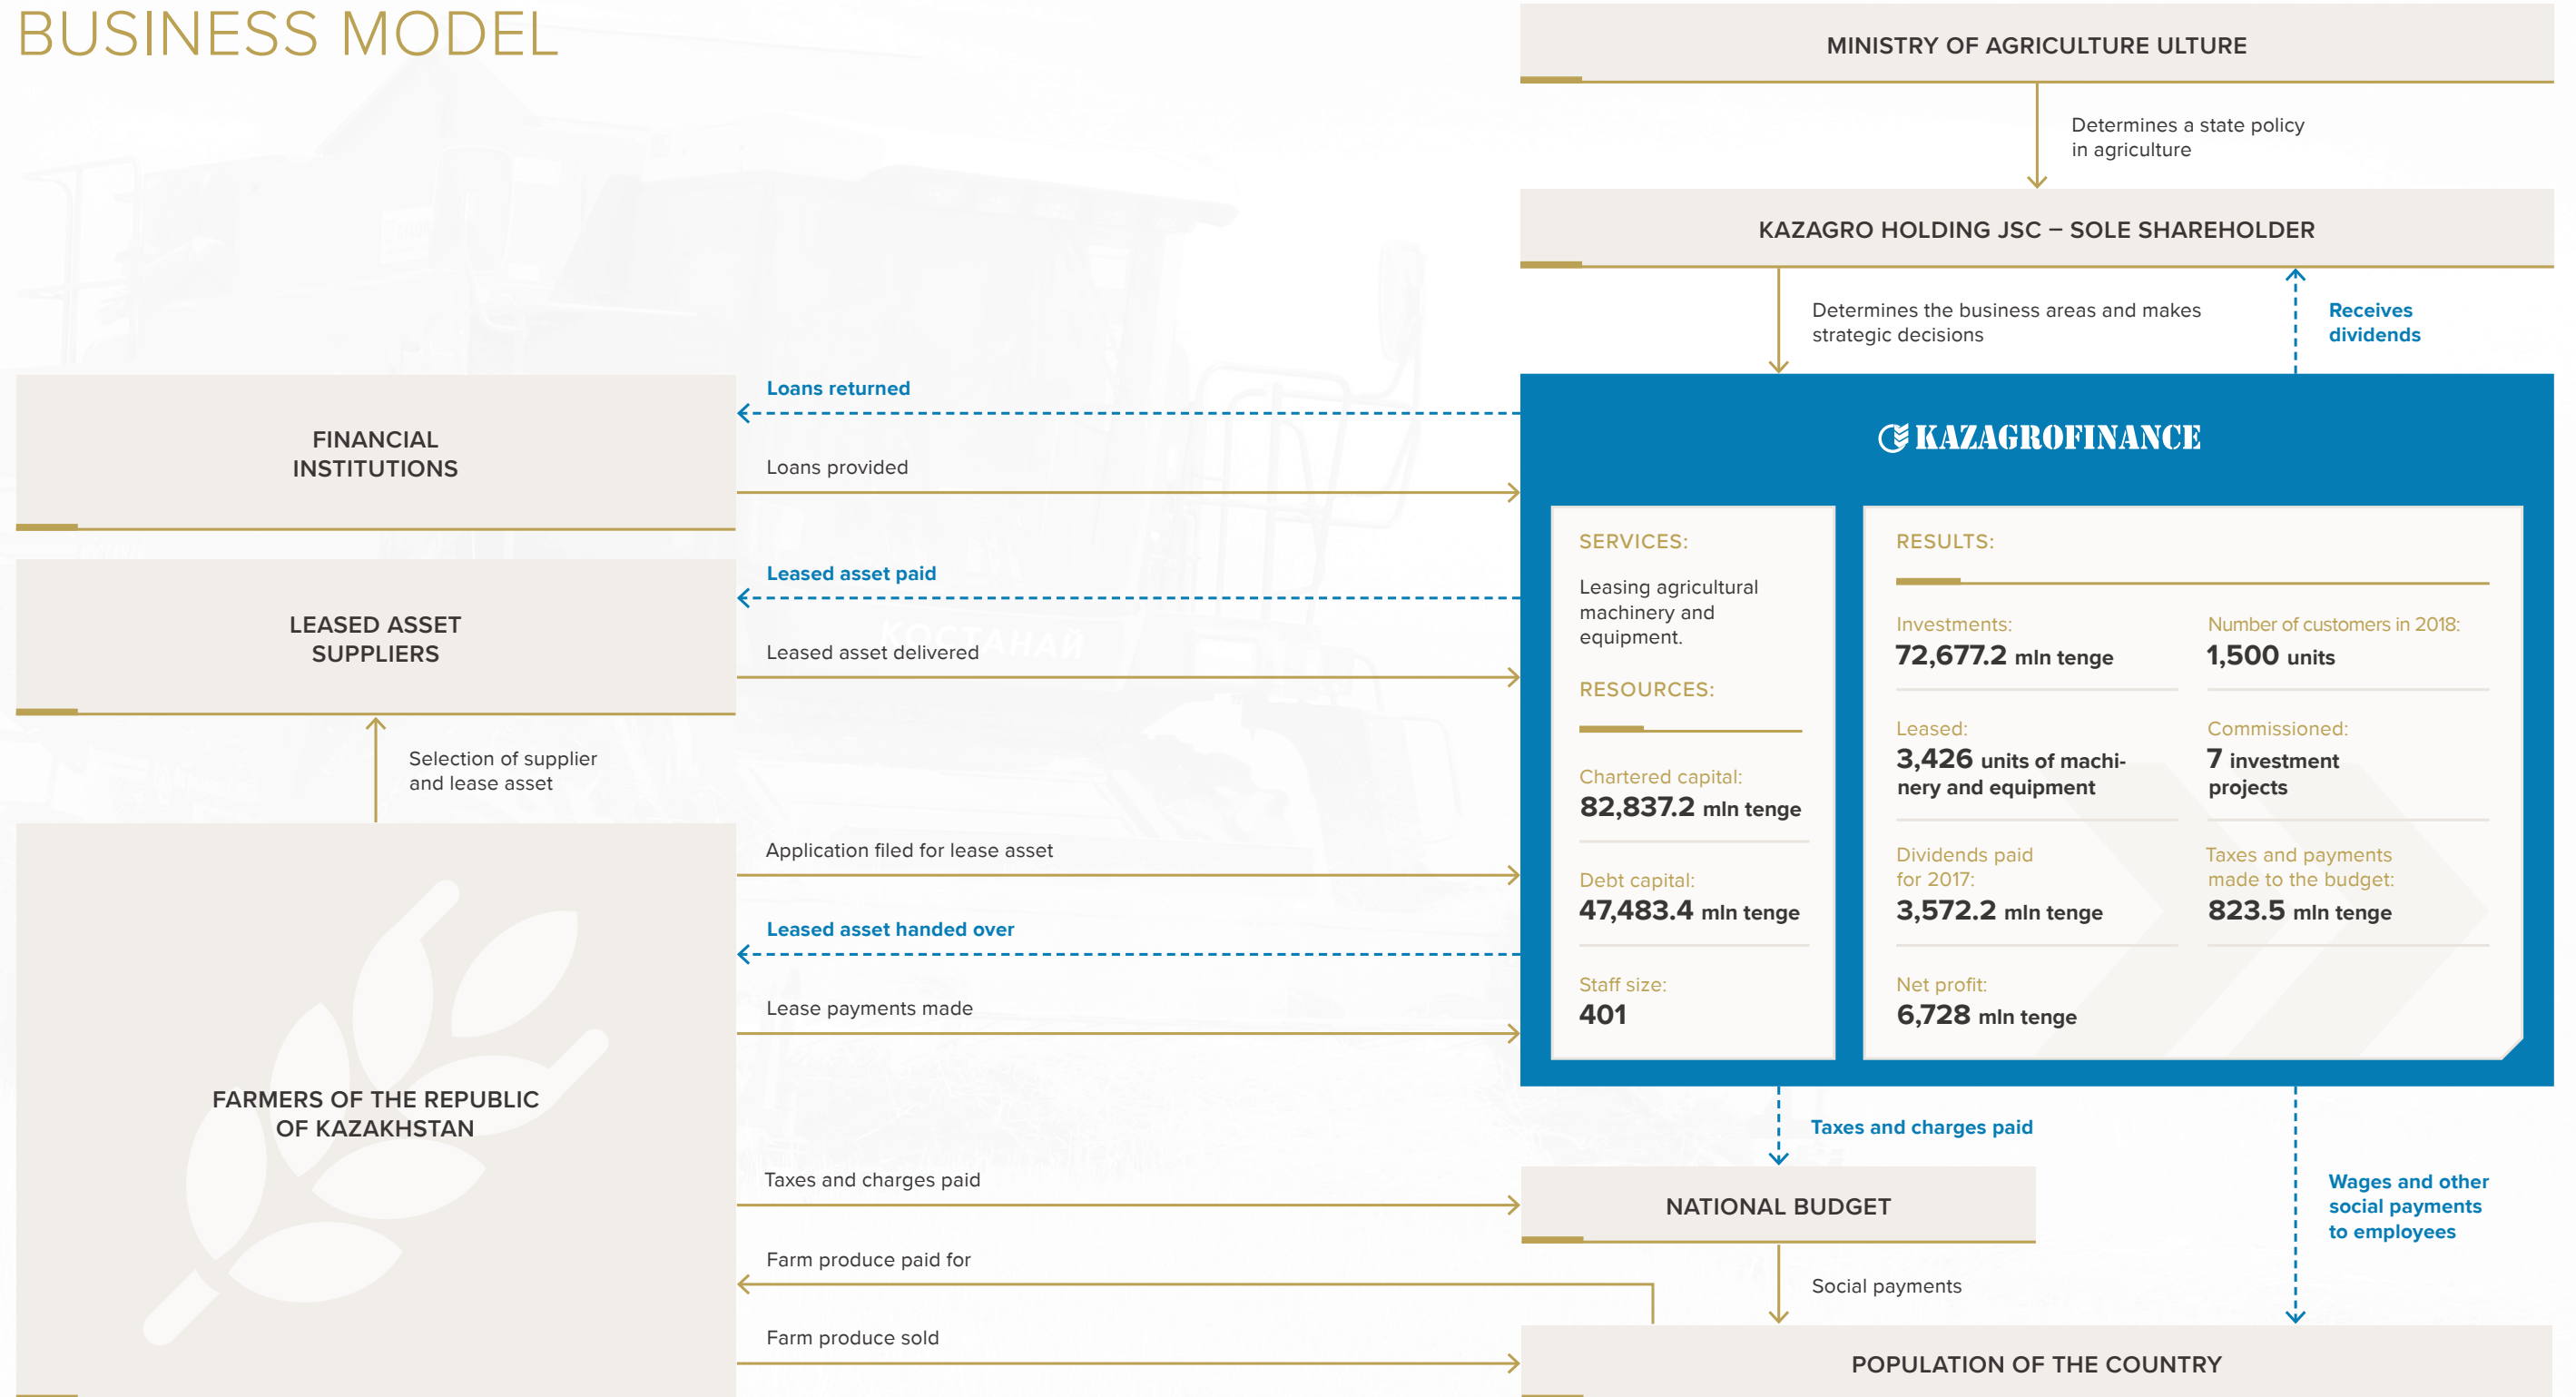 BUSINESS MODEL
MINISTRY OF AGRICULTURE ULTURE
Determines a state policy
in agriculture
KAZAGRO HOLDING JSC – SOLE SHAREHOLDER
Determines the business areas and makes
strategic decisions
Receives
dividends
FINANCIAL
INSTITUTIONS
Loans returned
Loans provided
LEASED ASSET
SUPPLIERS
Leased asset paid
Leased asset delivered
КОСТАНАЙ
Selection of supplier
and lease asset
FARMERS OF THE REPUBLIC
OF KAZAKHSTAN
Application filed for lease asset
Leased asset handed over
Lease payments made
Taxes and charges paid
Farm produce paid for
Farm produce sold
KAZAGROFINANCE
SERVICES:
Leasing agricultural
machinery and
equipment.
RESOURCES:
Chartered capital:
82,837.2 mln tenge
Debt capital:
47,483.4 mln tenge
Staff size:
401
RESULTS:
Investments:
72,677.2 mln tenge
Number of customers in 2018:
1,500 units
Leased:
3,426 units of machi-
nery and equipment
Commissioned:
7 investment
projects
Dividends paid
for 2017:
3,572.2 mln tenge
Taxes and payments
made to the budget:
823.5 mln tenge
Net profit:
6,728 mln tenge
Taxes and charges paid
NATIONAL BUDGET
Social payments
Wages and other
social payments
to employees
POPULATION OF THE COUNTRY